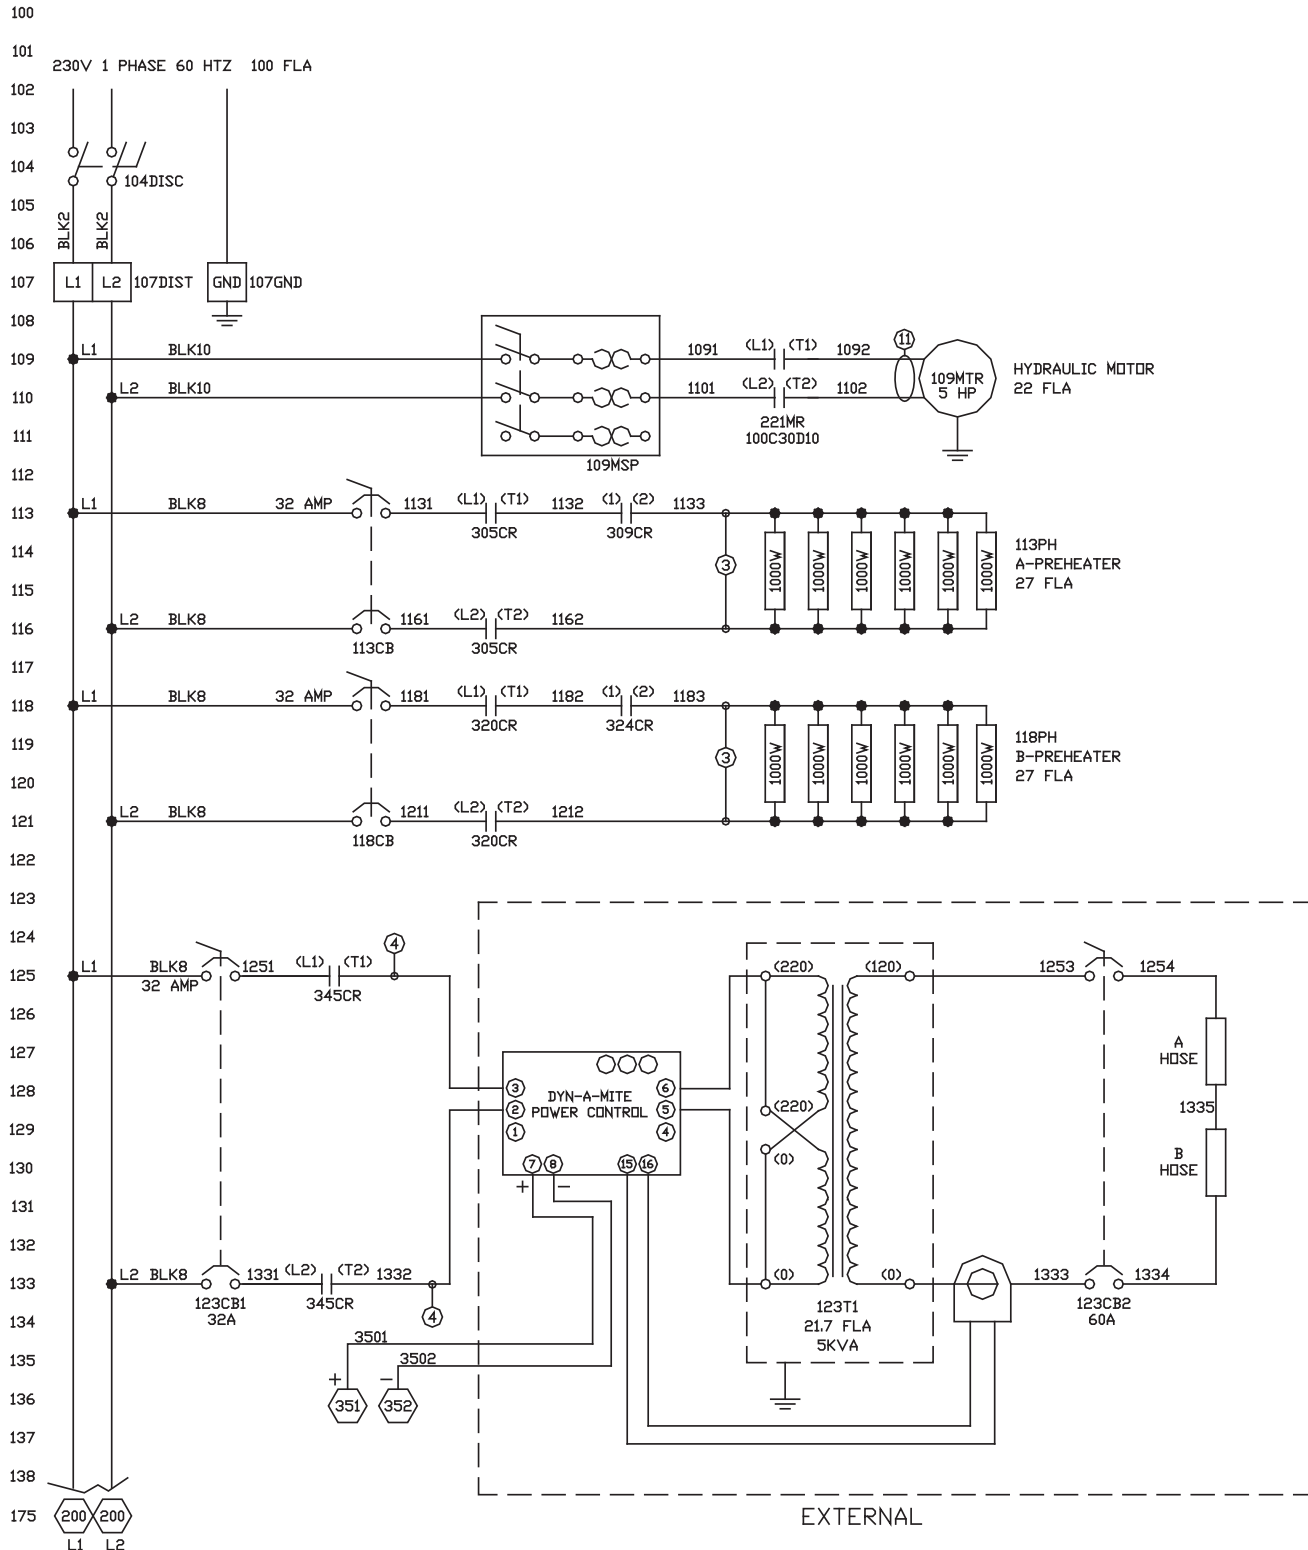 100
101
230V 1 PHASE 60 HTZ 100 FLA
102
103
104
104DISC
105
BLK2 BLK2
106
107 L1 L2 107DIST GND 107GND
108
109 L1 BLK10 1091 (L1) (T1) 1092 11
109MTR
5 HP
HYDRAULIC MOTOR
22 FLA
110 L2 BLK10 1101 (L2) (T2) 1102
221MR
100C30D10
111
109MSP
112
113 L1 BLK8 32 AMP 1131 (L1) (T1) 1132 (1) (2) 1133
305CR 309CR
114 3 1000W 1000W 1000W 1000W 1000W 1000W
113PH
A-PREHEATER
27 FLA
115
116 L2 BLK8 1161 (L2) (T2) 1162
113CB 305CR
117
118 L1 BLK8 32 AMP 1181 (L1) (T1) 1182 (1) (2) 1183
320CR 324CR
119 3 1000W 1000W 1000W 1000W 1000W 1000W
118PH
B-PREHEATER
27 FLA
120
121 L2 BLK8 1211 (L2) (T2) 1212
118CB 320CR
122
123
124 4
125 L1 BLK8 1251 (L1) (T1) (220) (120) 1253 1254
32 AMP 345CR
126
127 A
HOSE
128 3 DYN-A-MITE 6
2 POWER CONTROL 5 (220) 1335
129 1 4
130 7 8 15 16 (0) B
HOSE
+ −
131
132
133 L2 BLK8 1331 (L2) (T2) 1332 (0) (0) 1333 1334
123CB1 345CR
32A
134 4 123T1
21.7 FLA
5KVA
123CB2
60A
3501
135 3502
+ −
136 351 352
137
138
175 200 200 EXTERNAL
L1 L2